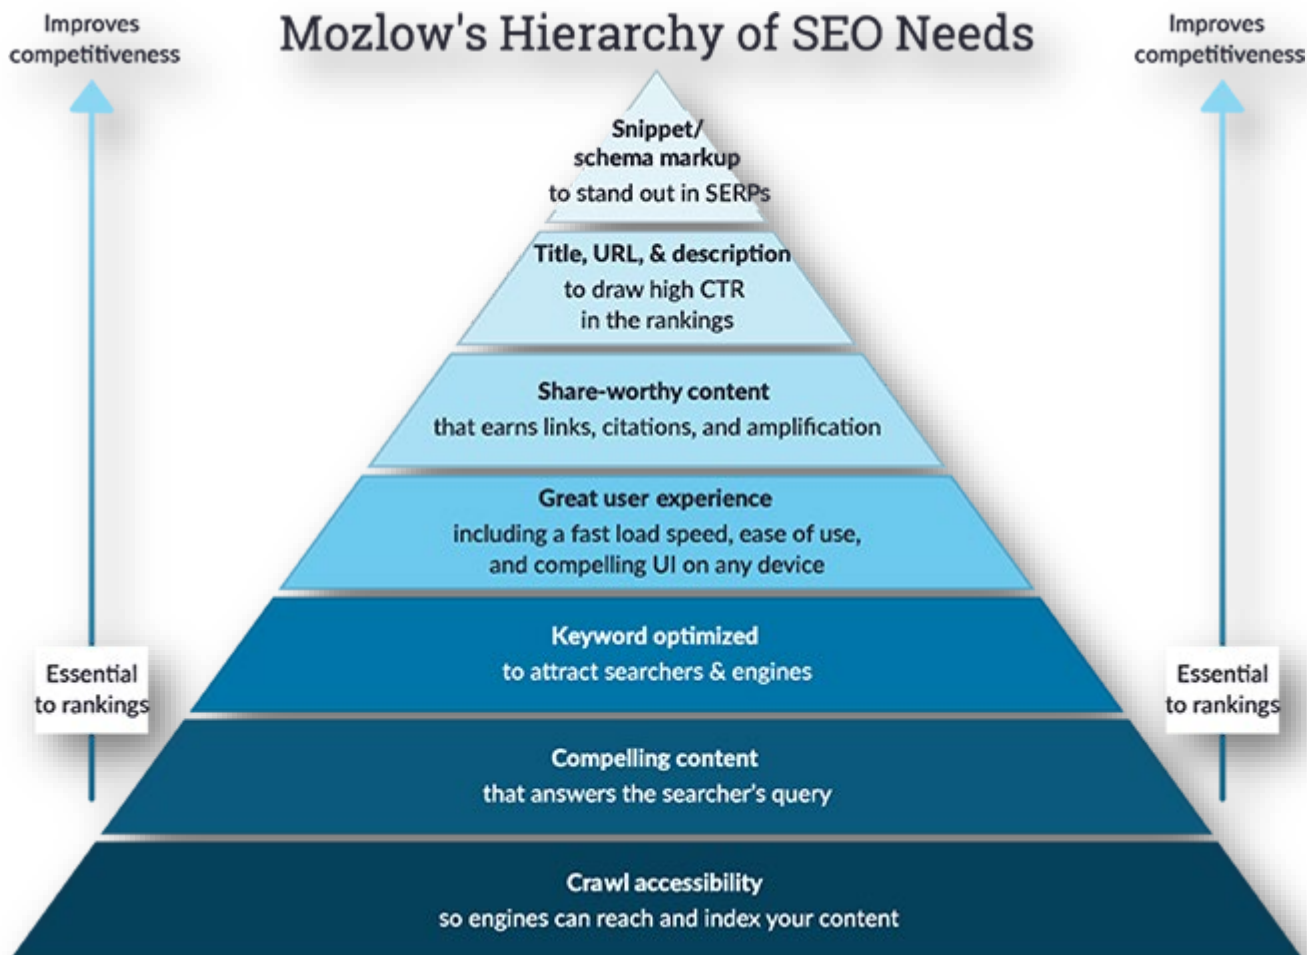 Improves
competitiveness
Mozlow's Hierarchy of SEO Needs
Improves
competitiveness
Snippet/
schema markup
to stand out in SERPs
Title, URL, & description
to draw high CTR
in the rankings
Share-worthy content
that earns links, citations, and amplification
Great user experience
including a fast load speed, ease of use,
and compelling UI on any device
Keyword optimized
to attract searchers & engines
Essential
to rankings
Essential
to rankings
Compelling content
that answers the searcher's query
Crawl accessibility
so engines can reach and index your content